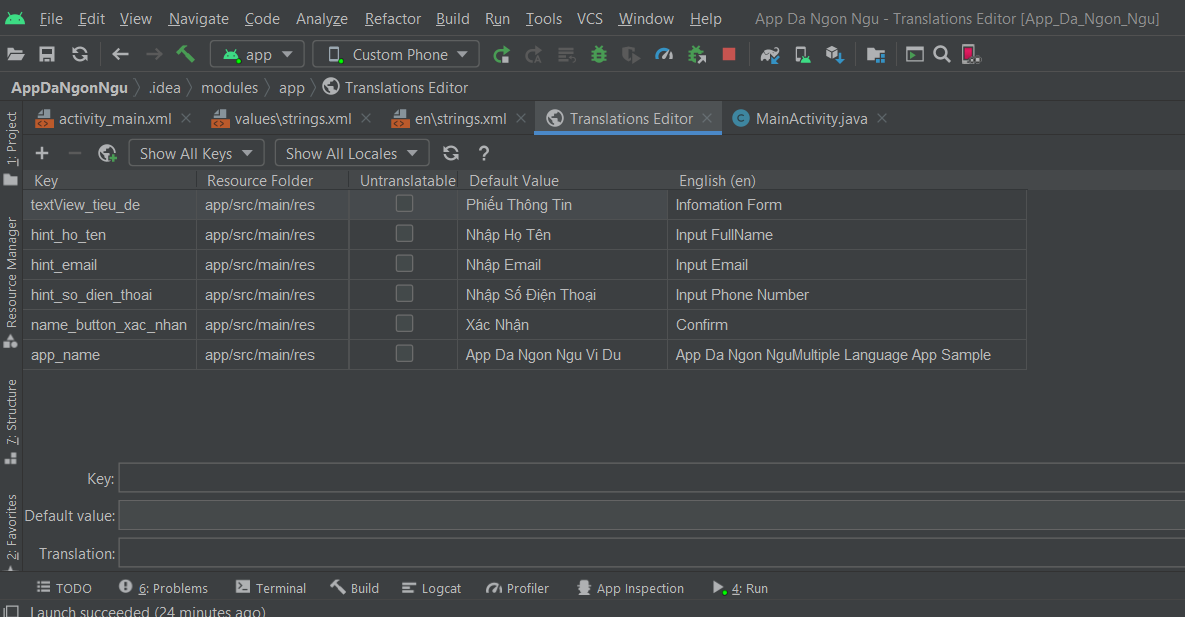 File Edit View Navigate Code Analyze Refactor Build Run Tools VCS Window Help App Da Ngon Ngu - Translations Editor [App_Da_Ngon_Ngu]
app Custom Phone
AppDaNgonNgu .idea modules app Translations Editor
activity_main.xml values\strings.xml en\strings.xml Translations Editor MainActivity.java
Show All Keys Show All Locales ?
Key Resource Folder Untranslatable Default Value English (en)
textView_tieu_de app/src/main/res Phiếu Thông Tin Infomation Form
hint_ho_ten app/src/main/res Nhập Họ Tên Input FullName
hint_email app/src/main/res Nhập Email Input Email
hint_so_dien_thoai app/src/main/res Nhập Số Điện Thoại Input Phone Number
name_button_xac_nhan app/src/main/res Xác Nhận Confirm
app_name app/src/main/res App Da Ngon Ngu Vi Du App Da Ngon NguMultiple Language App Sample
Key:
Default value:
Translation:
1: Project
Resource Manager
7: Structure
2: Favorites
TODO 6: Problems Terminal Build Logcat Profiler App Inspection 4: Run
Launch succeeded (24 minutes ago)